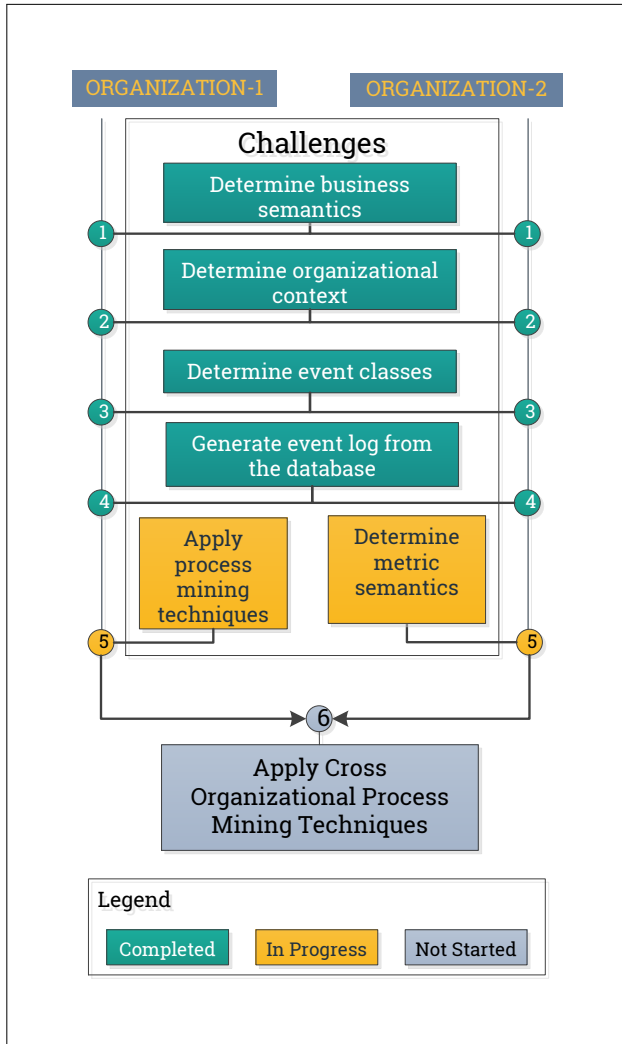 ORGANIZATION-1
ORGANIZATION-2
Challenges
Determine business
semantics
1
1
Determine organizational
context
2
2
Determine event classes
3
3
Generate event log from
the database
4
4
Apply
process
mining
techniques
Determine
metric
semantics
5
5
6
Apply Cross
Organizational Process
Mining Techniques
Legend
Completed
In Progress
Not Started